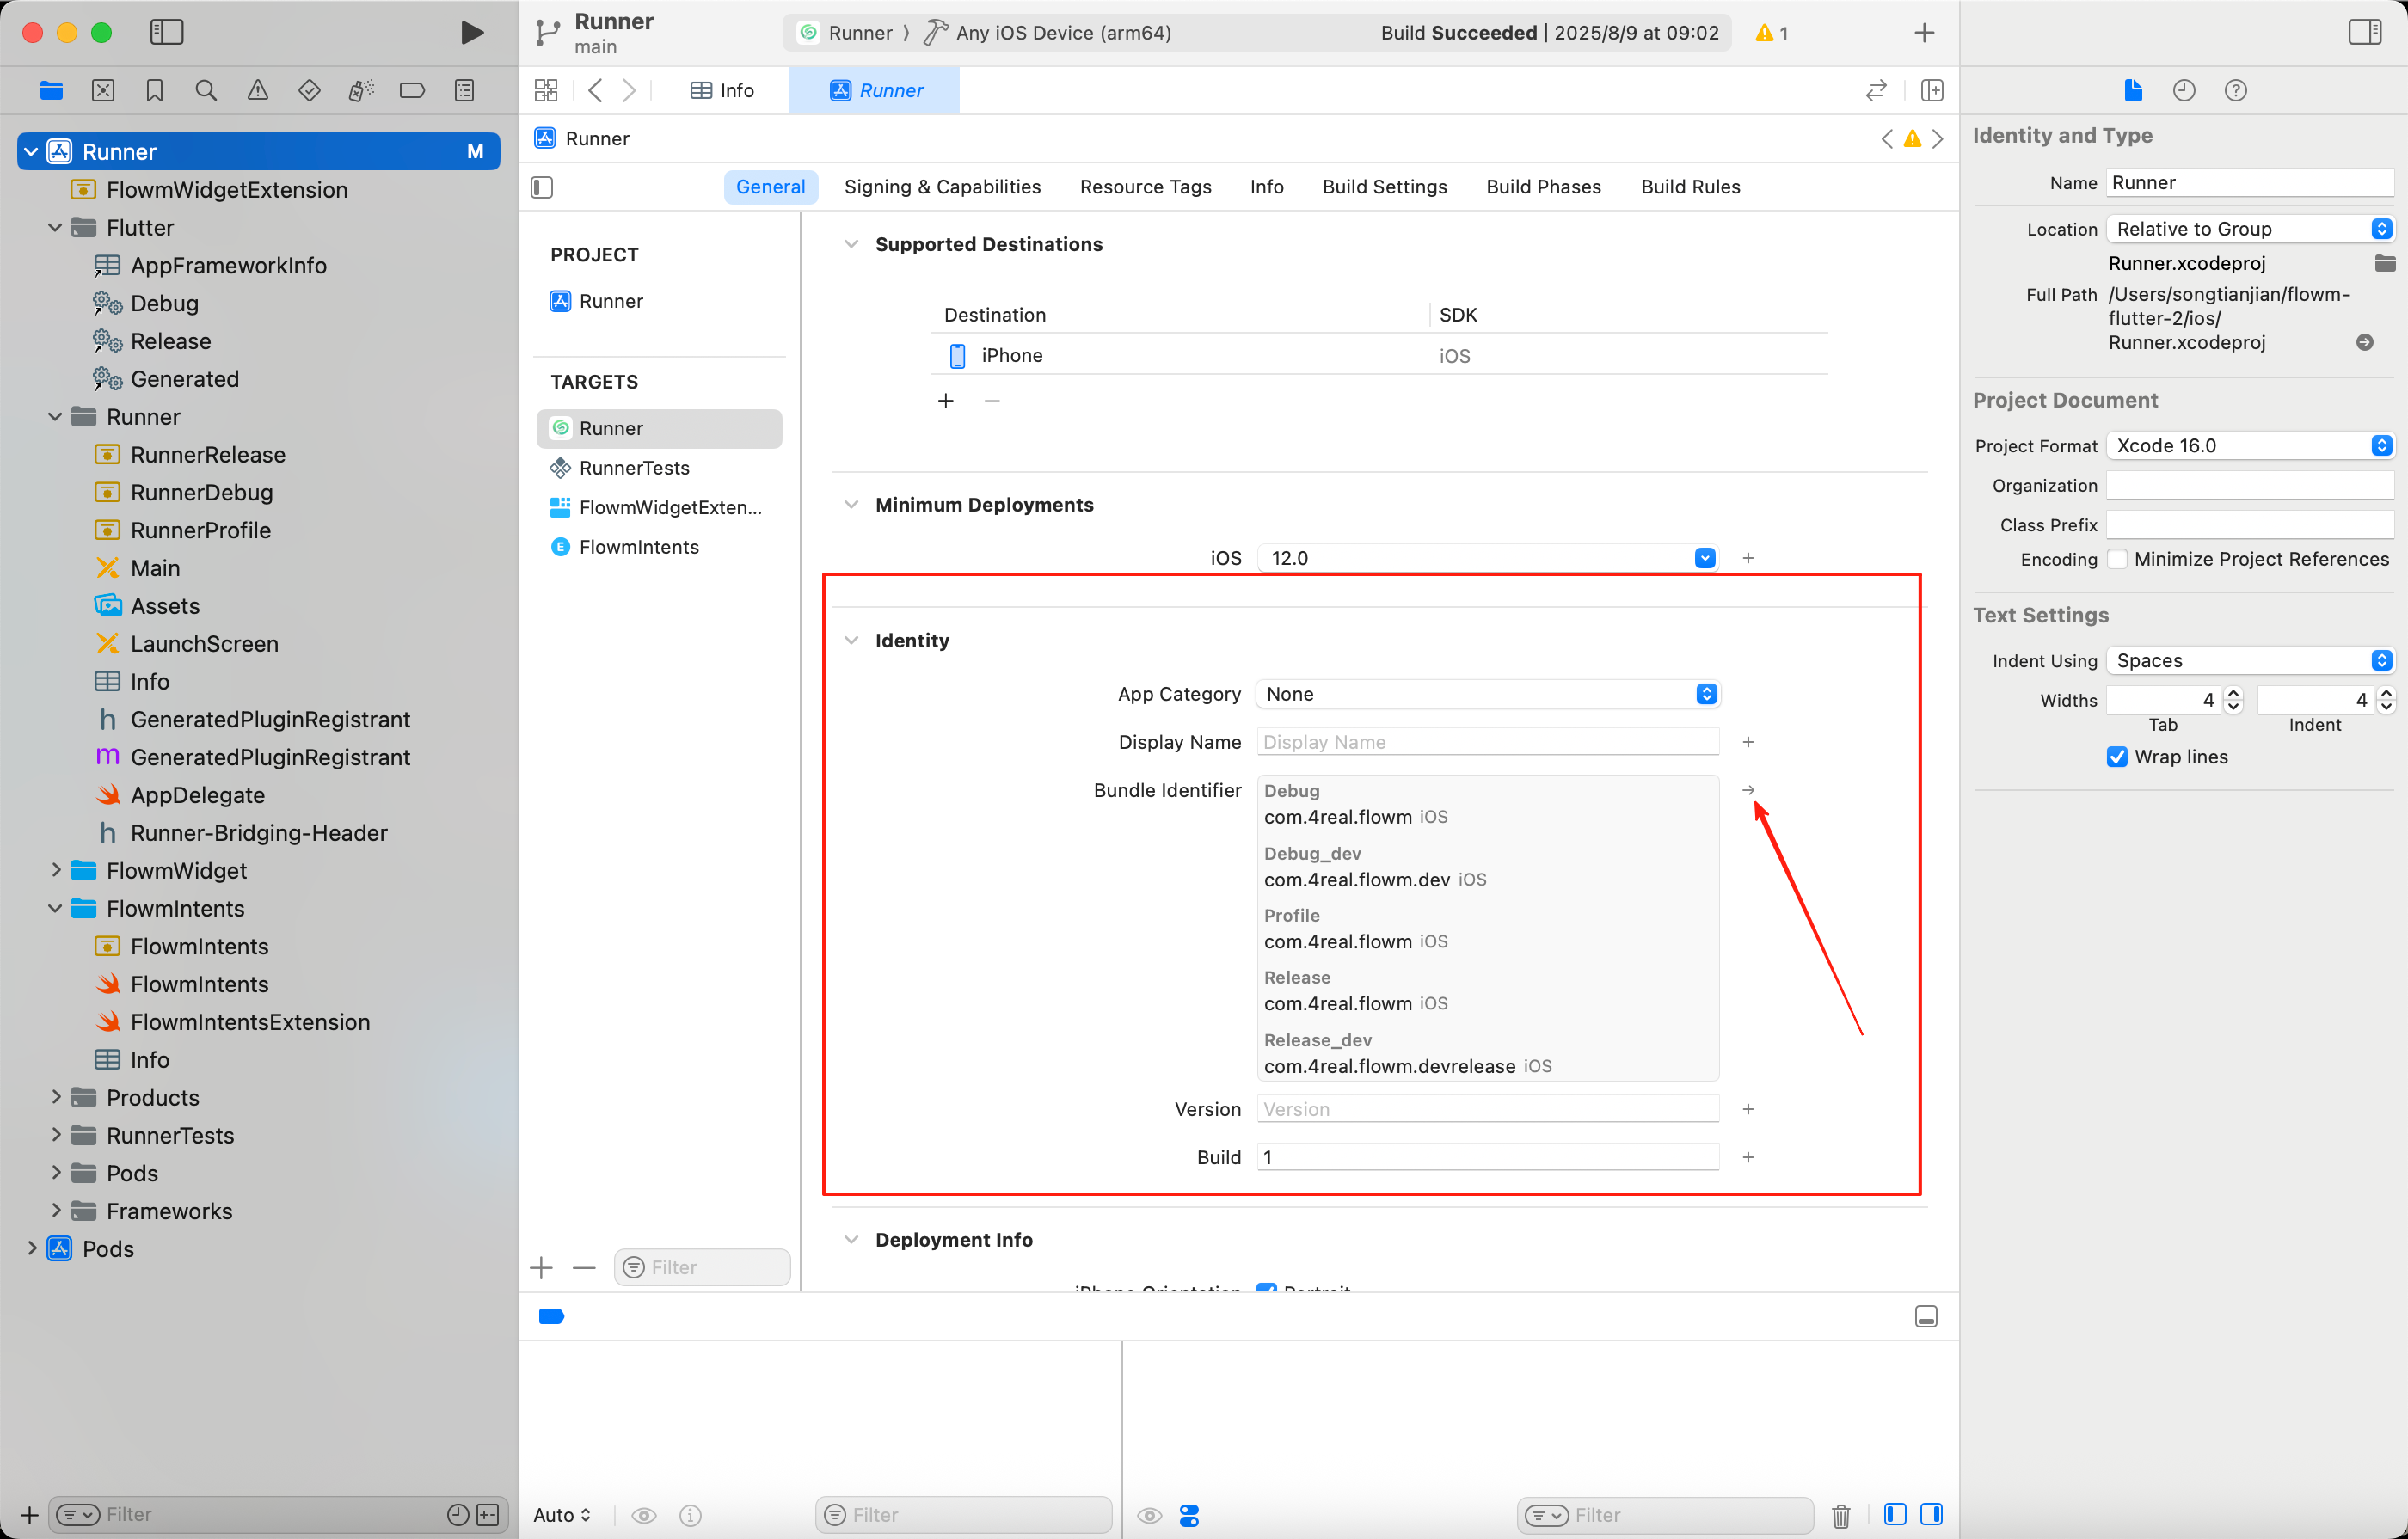 Runner
main
Runner
Any iOS Device (arm64)
Build Succeeded | 2025/8/9 at 09:02
1
Runner
M
FlowmWidgetExtension
Flutter
AppFrameworkInfo
Debug
Release
Generated
Runner
RunnerRelease
RunnerDebug
RunnerProfile
Main
Assets
LaunchScreen
Info
GeneratedPluginRegistrant
GeneratedPluginRegistrant
AppDelegate
Runner-Bridging-Header
FlowmWidget
FlowmIntents
FlowmIntents
FlowmIntents
FlowmIntentsExtension
Info
Products
RunnerTests
Pods
Frameworks
Pods
Filter
Info
Runner
Runner
General
Signing & Capabilities
Resource Tags
Info
Build Settings
Build Phases
Build Rules
PROJECT
Runner
TARGETS
Runner
RunnerTests
FlowmWidgetExten...
FlowmIntents
Filter
Supported Destinations
Destination
SDK
iPhone
iOS
Minimum Deployments
iOS
12.0
Identity
App Category
None
Display Name
Display Name
Bundle Identifier
Debug
com.4real.flowm iOS
Debug_dev
com.4real.flowm.dev iOS
Profile
com.4real.flowm iOS
Release
com.4real.flowm iOS
Release_dev
com.4real.flowm.devrelease iOS
Version
Version
Build
1
Deployment Info
iPhone Orientation
Portrait
Auto
Filter
Filter
Identity and Type
Name
Runner
Location
Relative to Group
Runner.xcodeproj
Full Path
/Users/songtianjian/flowm-
flutter-2/ios/
Runner.xcodeproj
Project Document
Project Format
Xcode 16.0
Organization
Class Prefix
Encoding
Minimize Project References
Text Settings
Indent Using
Spaces
Widths
4
4
Tab
Indent
Wrap lines